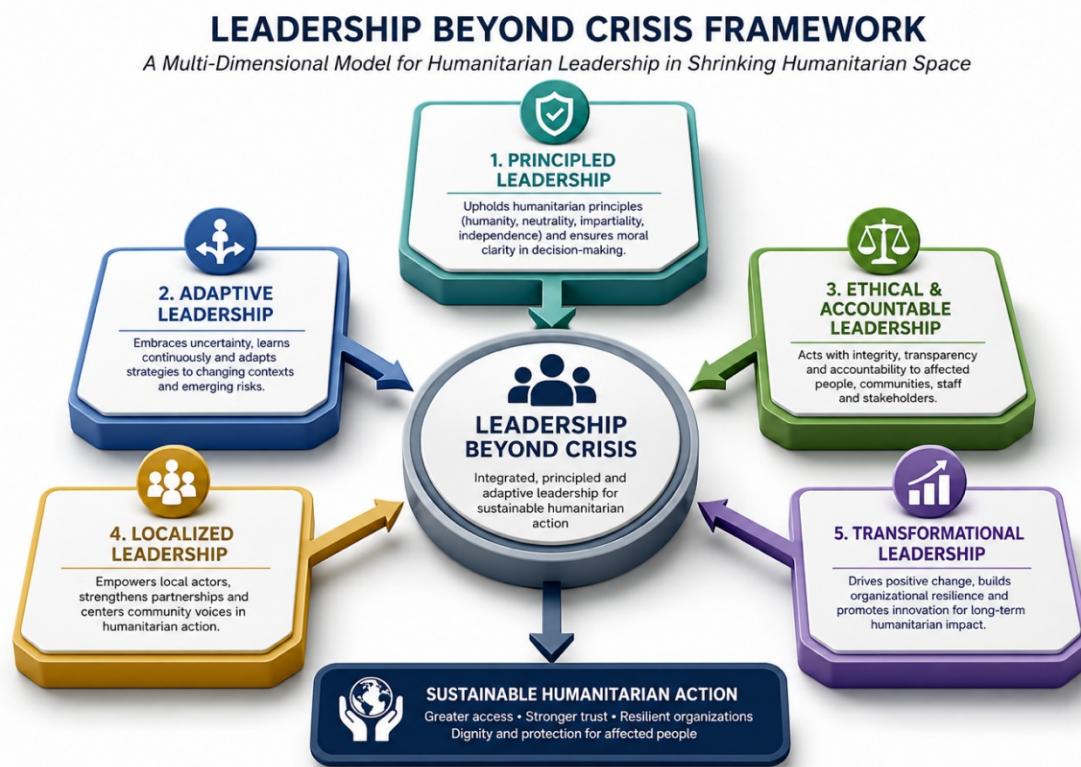 LEADERSHIP BEYOND CRISIS FRAMEWORK
A Multi-Dimensional Model for Humanitarian Leadership in Shrinking Humanitarian Space
1. PRINCIPLED
LEADERSHIP
Upholds humanitarian principles
(humanity, neutrality, impartiality,
independence) and ensures moral
clarity in decision-making.
2. ADAPTIVE
LEADERSHIP
Embraces uncertainty, learns
continuously and adapts
strategies to changing contexts
and emerging risks.
3. ETHICAL &
ACCOUNTABLE
LEADERSHIP
Acts with integrity, transparency
and accountability to affected
people, communities, staff
and stakeholders.
LEADERSHIP
BEYOND CRISIS
Integrated, principled and
adaptive leadership for
sustainable humanitarian
action
4. LOCALIZED
LEADERSHIP
Empowers local actors,
strengthens partnerships and
centers community voices in
humanitarian action.
5. TRANSFORMATIONAL
LEADERSHIP
Drives positive change, builds
organizational resilience and
promotes innovation for long-term
humanitarian impact.
SUSTAINABLE HUMANITARIAN ACTION
Greater access • Stronger trust • Resilient organizations
Dignity and protection for affected people